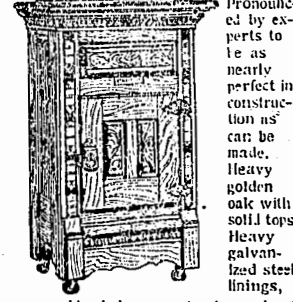 Pronounc-
ed by ex-
perts to
be as
nearly
perfect in
construc-
tion as
can be
made.
Heavy
golden
oak with
solid tops
Heavy
galvan-
ized steel
linings,